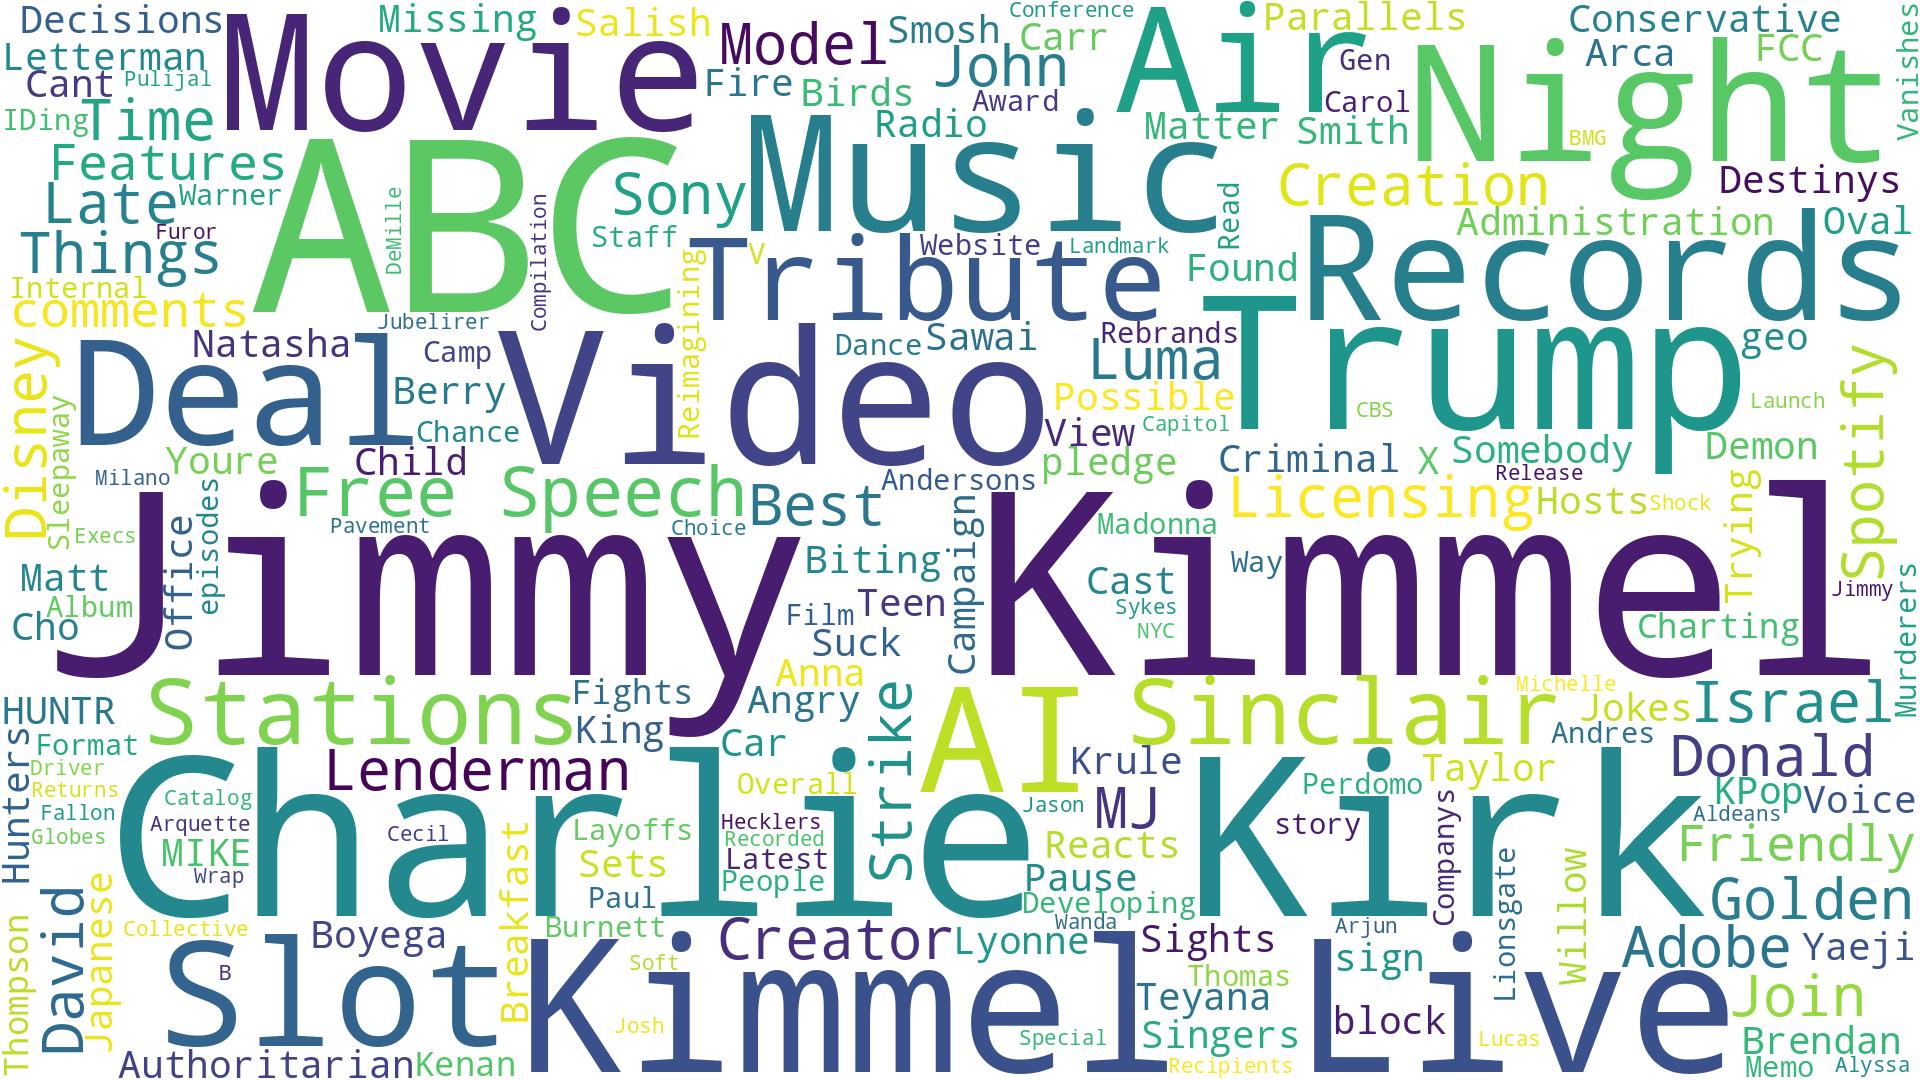 Decisions
Missing
Salish
Movie
Model
Smosh
Conference
Carr
Air
Parallels
Conservative
Letterman
Cant
Pulijal
Fire
Birds
John
Award
Gen
Carol
Arca
FCC
Night
Vanishes
IDing
Time
Radio
Matter
Smith
BMG
Features
ABC
Music
Creation
Destinys
Late
Warner
DeMille
Compilation
Sony
Staff
Read
Administration
Oval
Things
Furor
Reimagining
V
Tribute
Website
Landmark
Found
Records
Internal
comments
Jubelirer
Natasha
Camp
Dance
Sawai
Rebrands
Luma
Trump
geo
Disney
Deal
Berry
Chance
Video
Possible
View
Capitol
CBS
Launch
Spotify
Sleepaway
Milano
Youre
Child
Andersons
pledge
Criminal
X
Somebody
Release
Demon
Execs
Office
episodes
Free Speech
Pavement
Choice
Best
Campaign
Madonna
Licensing
Hosts
Shock
Trying
Matt
Album
Cho
Jimmy Kimmel
Biting
Film
Teen
Suck
Cast
Sykes
NYC
Way
Jimmy
Charting
Murderers
HUNTR
Stations
Fights
King
Anna
Angry
Strike
AI
Sinclair
Michelle
Jokes
Israel
Andres
Hunters
Format
Driver
Returns
Fallon
Globes
Lenderman
Car
Overall
Krule
Perdomo
Taylor
Donald
KPop
Voice
Aldeans
Catalog
Arquette
MIKE
Wrap
Cecil
Charlie Kirk
Layoffs
Sets
Paul
Hecklers
Recorded
Latest
People
Jason
MJ
Reacts
Pause
Developing
story
Companys
Lionsgate
Willow
Friendly
Golden
Thompson
David
Japanese
Collective
Boyega
Breakfast
Burnett
Creator
Lyonne
Wanda
Sights
Arjun
sign
Adobe
Yaeji
Slot
B
Soft
Josh
Kimmel Live
Thomas
Teyana
Special
Singers
block
Lucas
Join
Brendan
Authoritarian
Kenan
Recipients
Memo
Alyssa